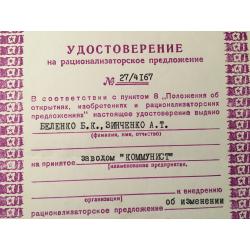 УДОСТОВЕРЕНИЕ
на рационализаторское предложение
№ 27/4167
В соответствии с пунктом 8 „Положения об
открытиях, изобретениях и рационализаторских
предложениях" настоящее удостоверение выдано
БЕЛЕНКО Б.К., ЗИНЧЕНКО А.Т.
(фамилия, имя, отчество)
на принятое заводом "КОММУНИСТ"
(наименование предприятия,
к внедрению
организации)
рационализаторское предложение об изменении